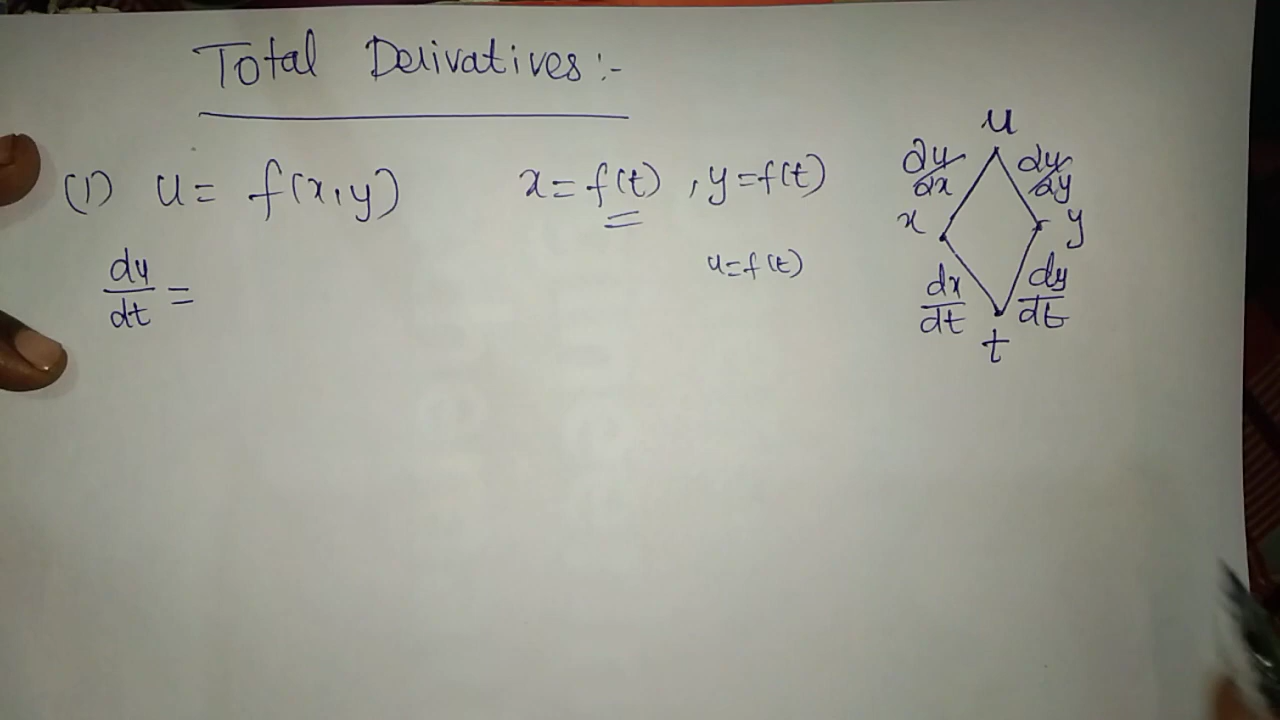 Total Derivatives :-
(1) u = f(x,y) x = f(t) , y = f(t)
du/dt =
u = f(t)
u
∂u/∂x ∂u/∂y
x y
dx/dt dy/dt
t